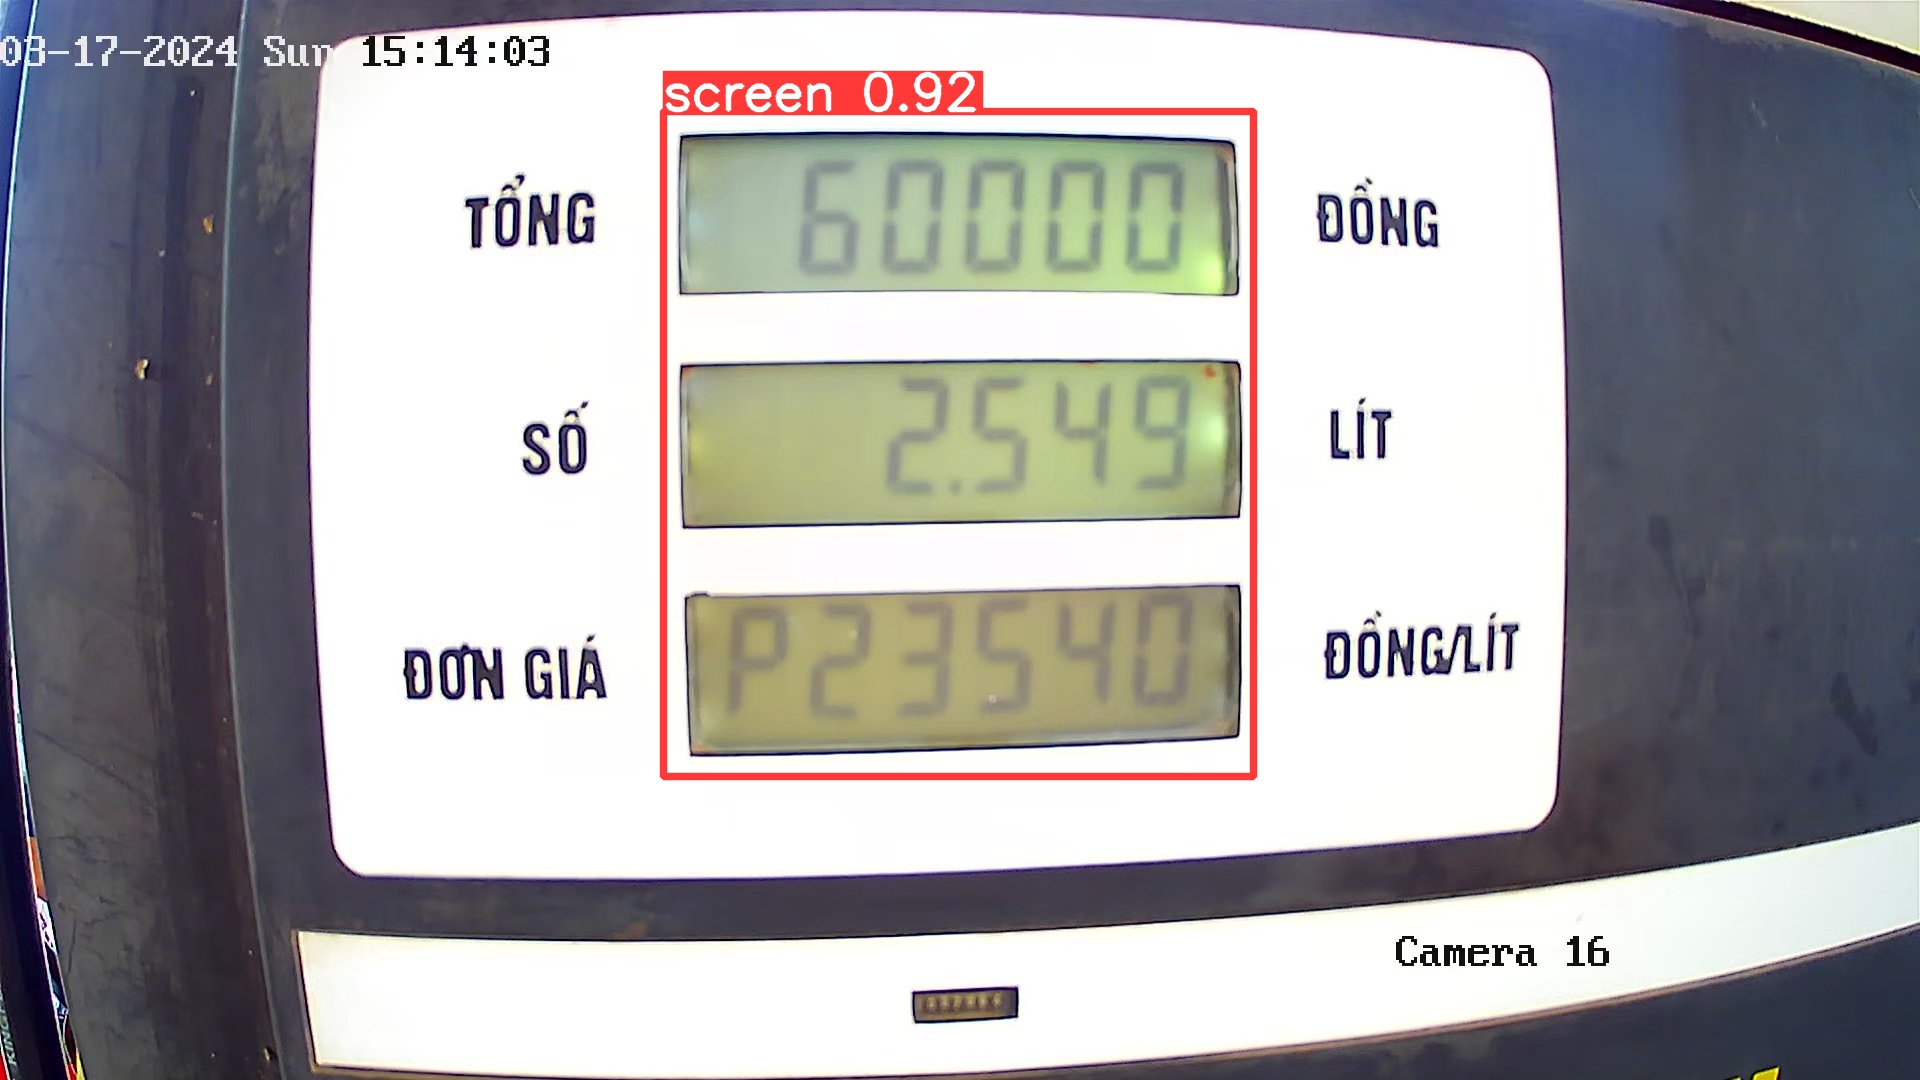 03-17-2024 Sun 15:14:03
screen 0.92
TỔNG 60000 ĐỒNG
SỐ 2.549 LÍT
ĐƠN GIÁ P23540 ĐỒNG/LÍT
Camera 16